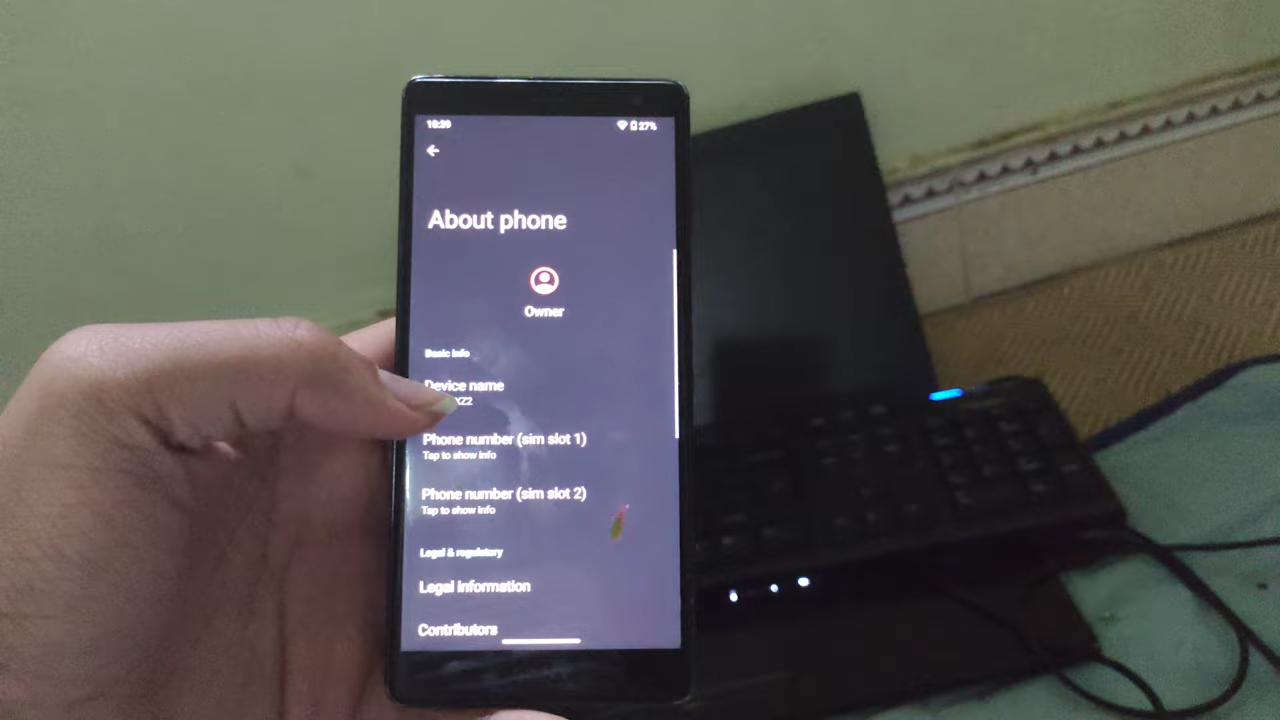 10:39
27%
About phone
Owner
Basic info
Device name
XZ2
Phone number (sim slot 1)
Tap to show info
Phone number (sim slot 2)
Tap to show info
Legal & regulatory
Legal information
Contributors